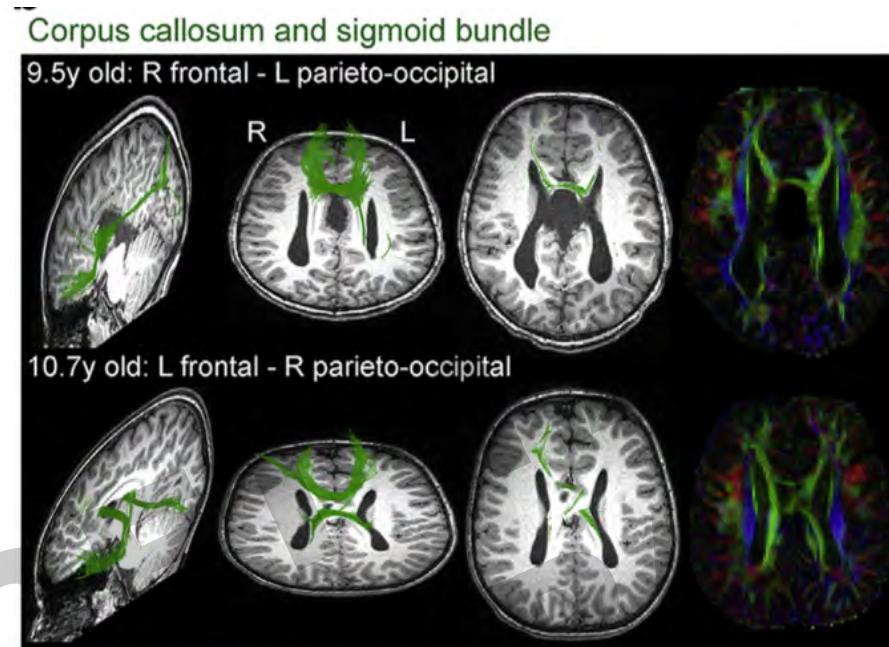 Corpus callosum and sigmoid bundle
9.5y old: R frontal - L parieto-occipital
R L
10.7y old: L frontal - R parieto-occipital